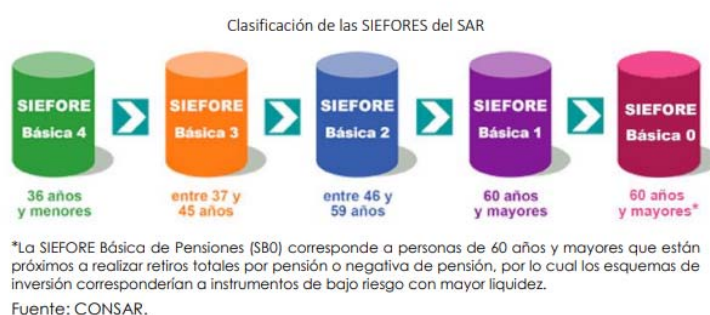 Clasificación de las SIEFORES del SAR
SIEFORE
Básica 4
SIEFORE
Básica 3
SIEFORE
Básica 2
SIEFORE
Básica 1
SIEFORE
Básica 0
36 años
y menores
entre 37 y
45 años
entre 46 y
59 años
60 años
y mayores
60 años
y mayores*
*La SIEFORE Básica de Pensiones (SB0) corresponde a personas de 60 años y mayores que están
próximos a realizar retiros totales por pensión o negativa de pensión, por lo cual los esquemas de
inversión corresponderían a instrumentos de bajo riesgo con mayor liquidez.
Fuente: CONSAR.